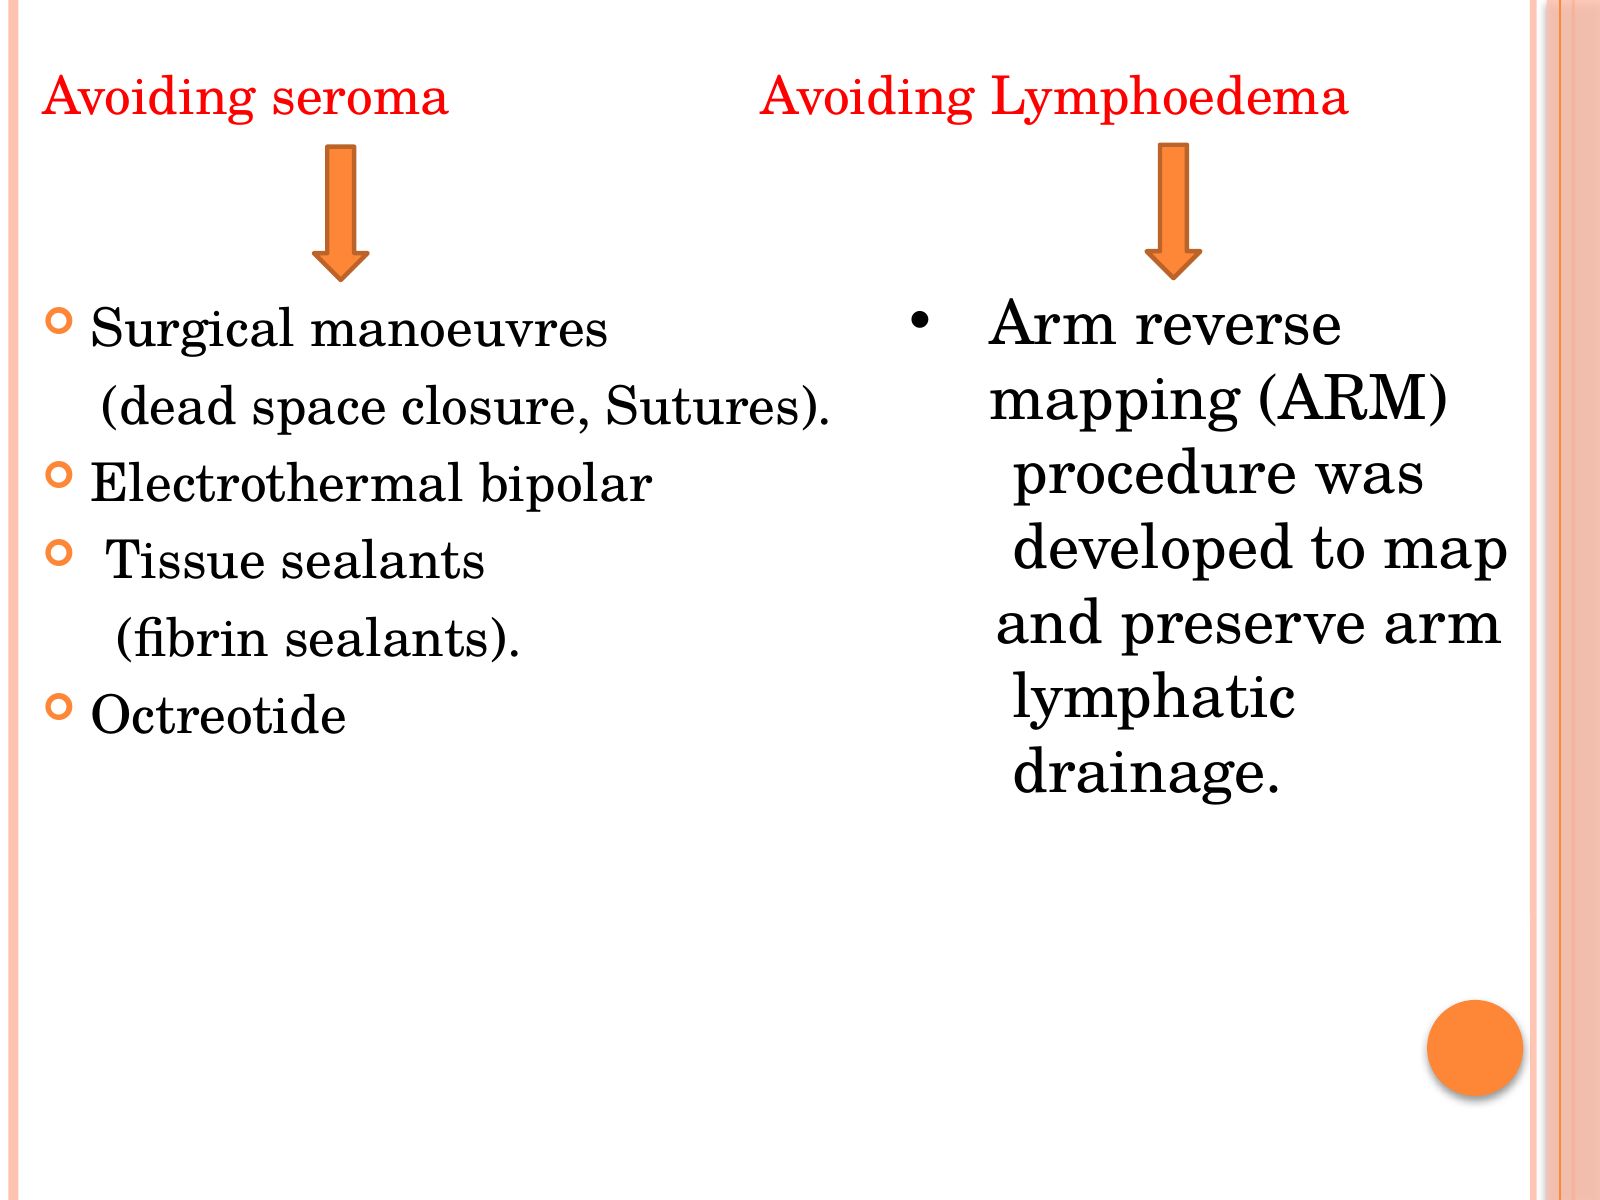 Avoiding seroma
Surgical manoeuvres
(dead space closure, Sutures).
Electrothermal bipolar
Tissue sealants
(fibrin sealants).
Octreotide
Avoiding Lymphoedema
• Arm reverse
mapping (ARM)
procedure was
developed to map
and preserve arm
lymphatic
drainage.